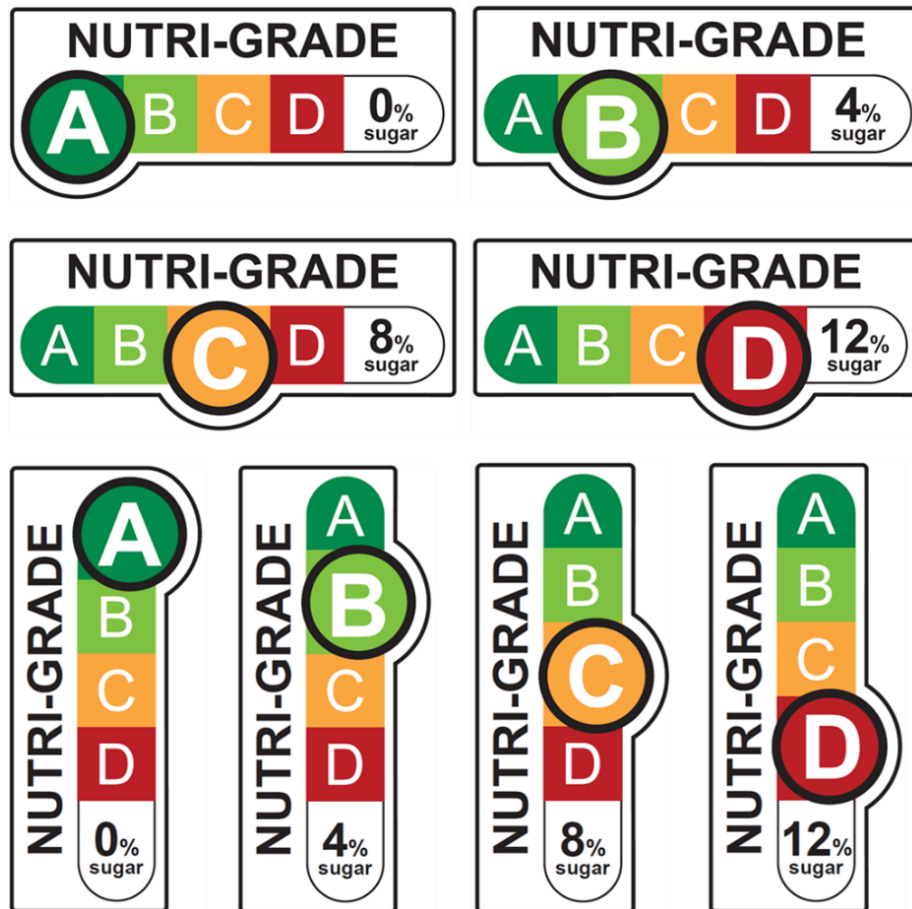 NUTRI-GRADE
A B C D 0% sugar
NUTRI-GRADE
A B C D 4% sugar
NUTRI-GRADE
A B C D 8% sugar
NUTRI-GRADE
A B C D 12% sugar
NUTRI-GRADE
A
B
C
D
0%
sugar
NUTRI-GRADE
A
B
C
D
4%
sugar
NUTRI-GRADE
A
B
C
D
8%
sugar
NUTRI-GRADE
A
B
C
D
12%
sugar